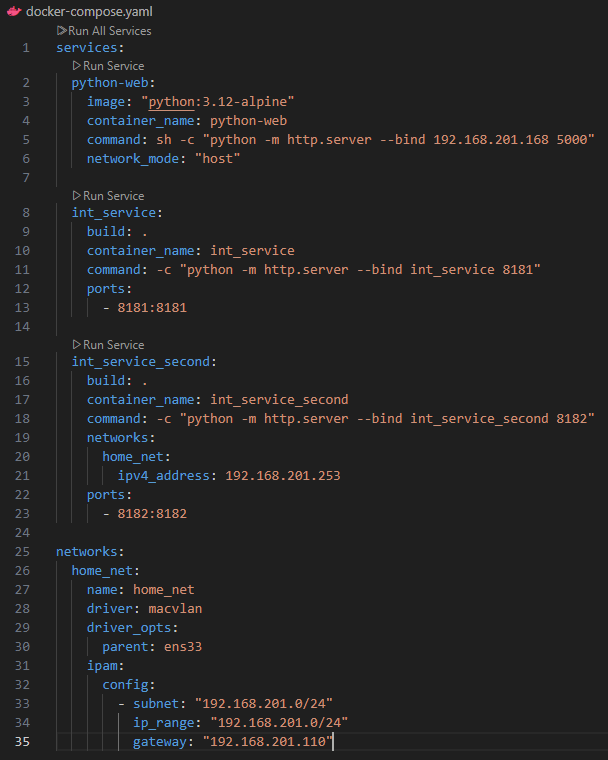 docker-compose.yaml
Run All Services
1 services:
Run Service
2   python-web:
3     image: "python:3.12-alpine"
4     container_name: python-web
5     command: sh -c "python -m http.server --bind 192.168.201.168 5000"
6     network_mode: "host"
7
Run Service
8   int_service:
9     build: .
10     container_name: int_service
11     command: -c "python -m http.server --bind int_service 8181"
12     ports:
13       - 8181:8181
14
Run Service
15   int_service_second:
16     build: .
17     container_name: int_service_second
18     command: -c "python -m http.server --bind int_service_second 8182"
19     networks:
20       home_net:
21         ipv4_address: 192.168.201.253
22     ports:
23       - 8182:8182
24
25 networks:
26   home_net:
27     name: home_net
28     driver: macvlan
29     driver_opts:
30       parent: ens33
31     ipam:
32       config:
33         - subnet: "192.168.201.0/24"
34           ip_range: "192.168.201.0/24"
35           gateway: "192.168.201.110"